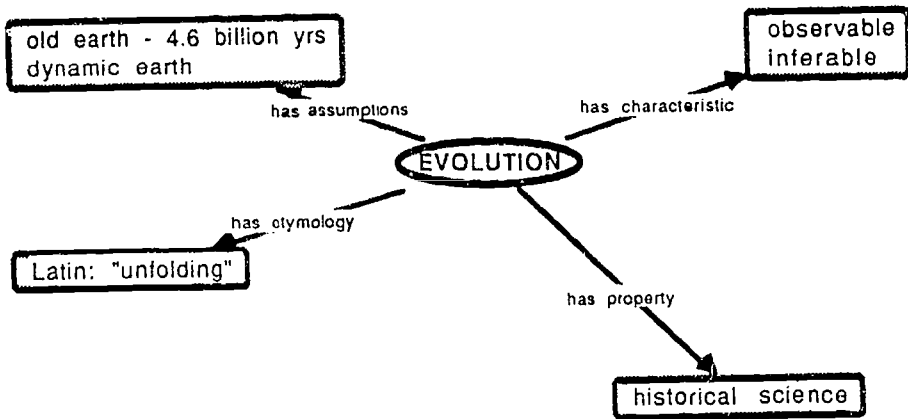 old earth - 4.6 billion yrs
dynamic earth
observable
inferable
has assumptions
has characteristic
EVOLUTION
has etymology
Latin: "unfolding"
has property
historical science